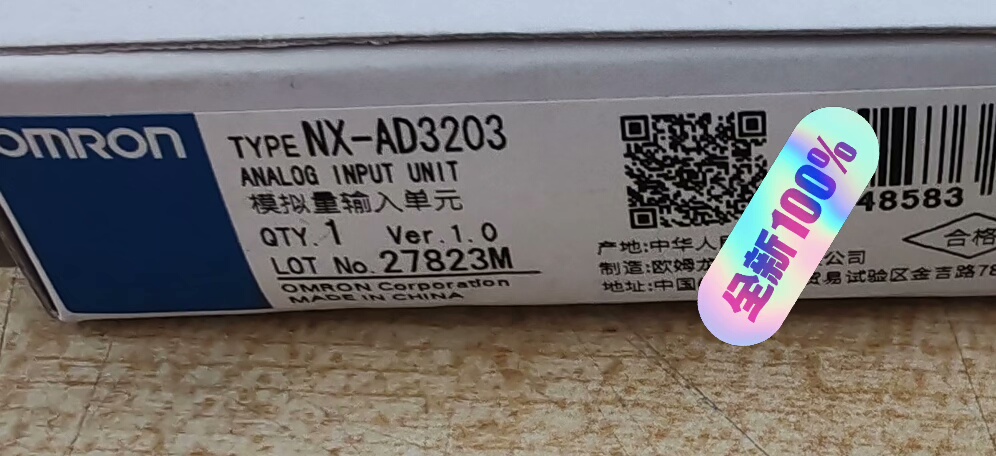 OMRON
TYPE NX-AD3203
ANALOG INPUT UNIT
模拟量输入单元
QTY. 1 Ver.1.0
LOT No. 27823M
OMRON Corporation
MADE IN CHINA
48583
合格
产地:中华人
制造:欧姆龙 公司
地址:中国 贸易试验区金吉路78
全新100%